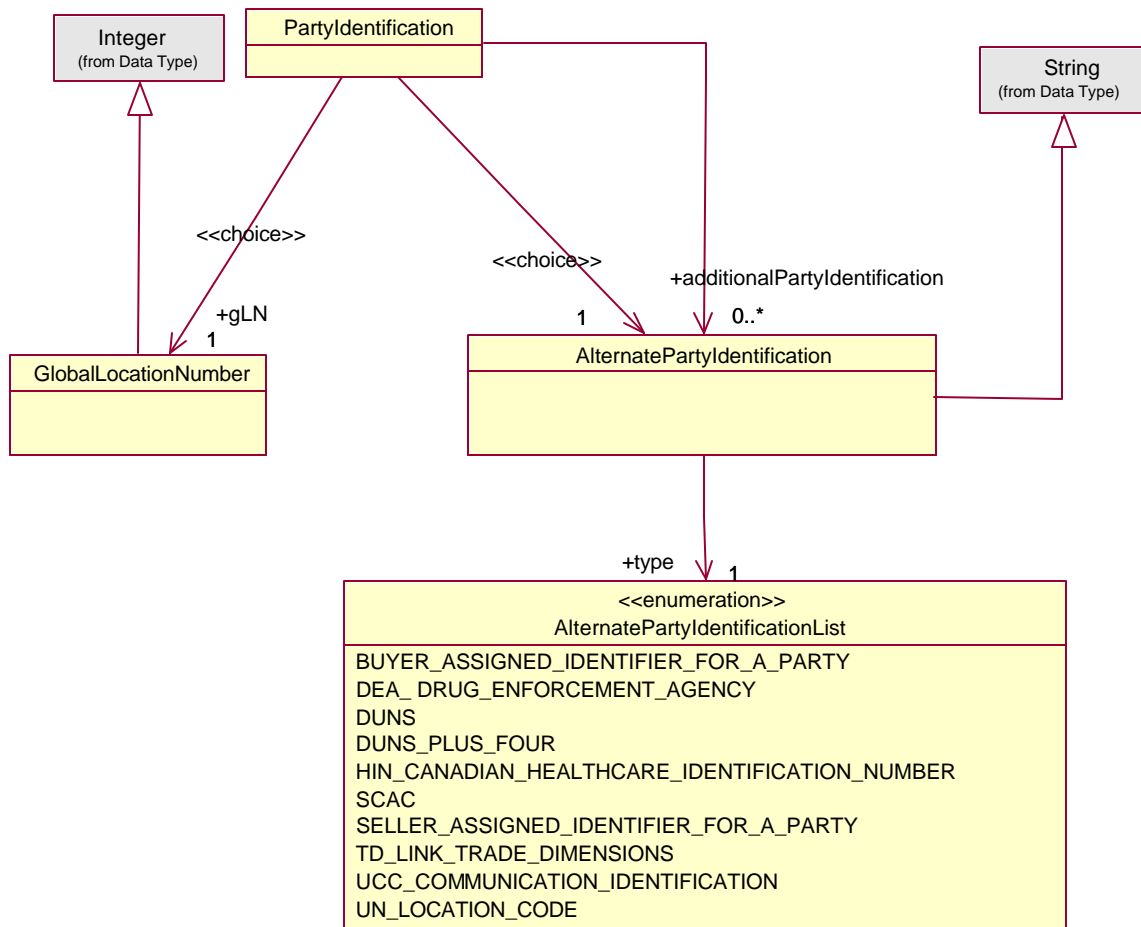 PartyIdentification
Integer
(from Data Type)
String
(from Data Type)
<<choice>>
<<choice>>
+additionalPartyIdentification
+gLN
1
1
0..*
GlobalLocationNumber
AlternatePartyIdentification
+type
1
<<enumeration>>
AlternatePartyIdentificationList
BUYER_ASSIGNED_IDENTIFIER_FOR_A_PARTY
DEA_ DRUG_ENFORCEMENT_AGENCY
DUNS
DUNS_PLUS_FOUR
HIN_CANADIAN_HEALTHCARE_IDENTIFICATION_NUMBER
SCAC
SELLER_ASSIGNED_IDENTIFIER_FOR_A_PARTY
TD_LINK_TRADE_DIMENSIONS
UCC_COMMUNICATION_IDENTIFICATION
UN_LOCATION_CODE